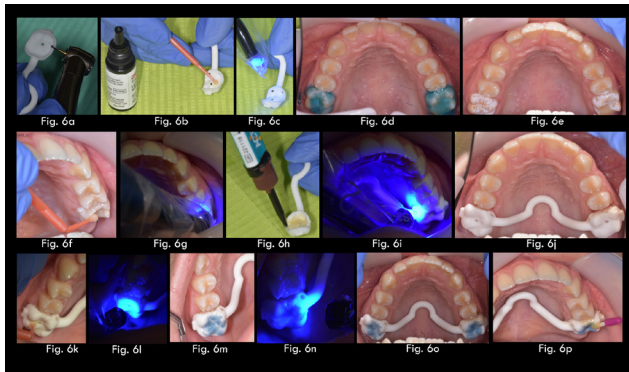 Fig. 6a
Fig. 6b
Fig. 6c
Fig. 6d
Fig. 6e
Fig. 6f
Fig. 6g
Fig. 6h
Fig. 6i
Fig. 6j
Fig. 6k
Fig. 6l
Fig. 6m
Fig. 6n
Fig. 6o
Fig. 6p